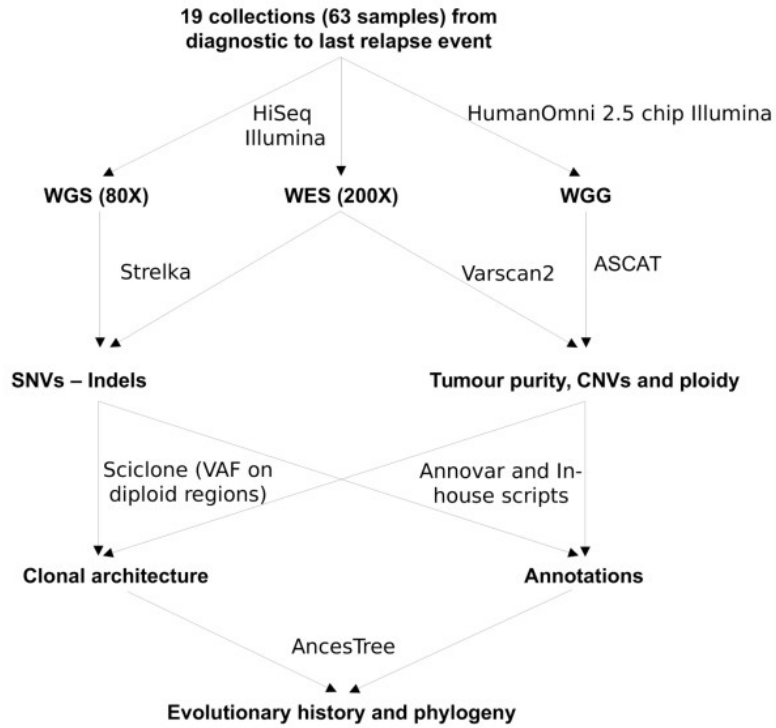 19 collections (63 samples) from
diagnostic to last relapse event
HiSeq
Illumina
HumanOmni 2.5 chip Illumina
WGS (80X)
WES (200X)
WGG
Strelka
Varscan2
ASCAT
SNVs – Indels
Tumour purity, CNVs and ploidy
Sciclone (VAF on
diploid regions)
Annovar and In-
house scripts
Clonal architecture
Annotations
AncesTree
Evolutionary history and phylogeny